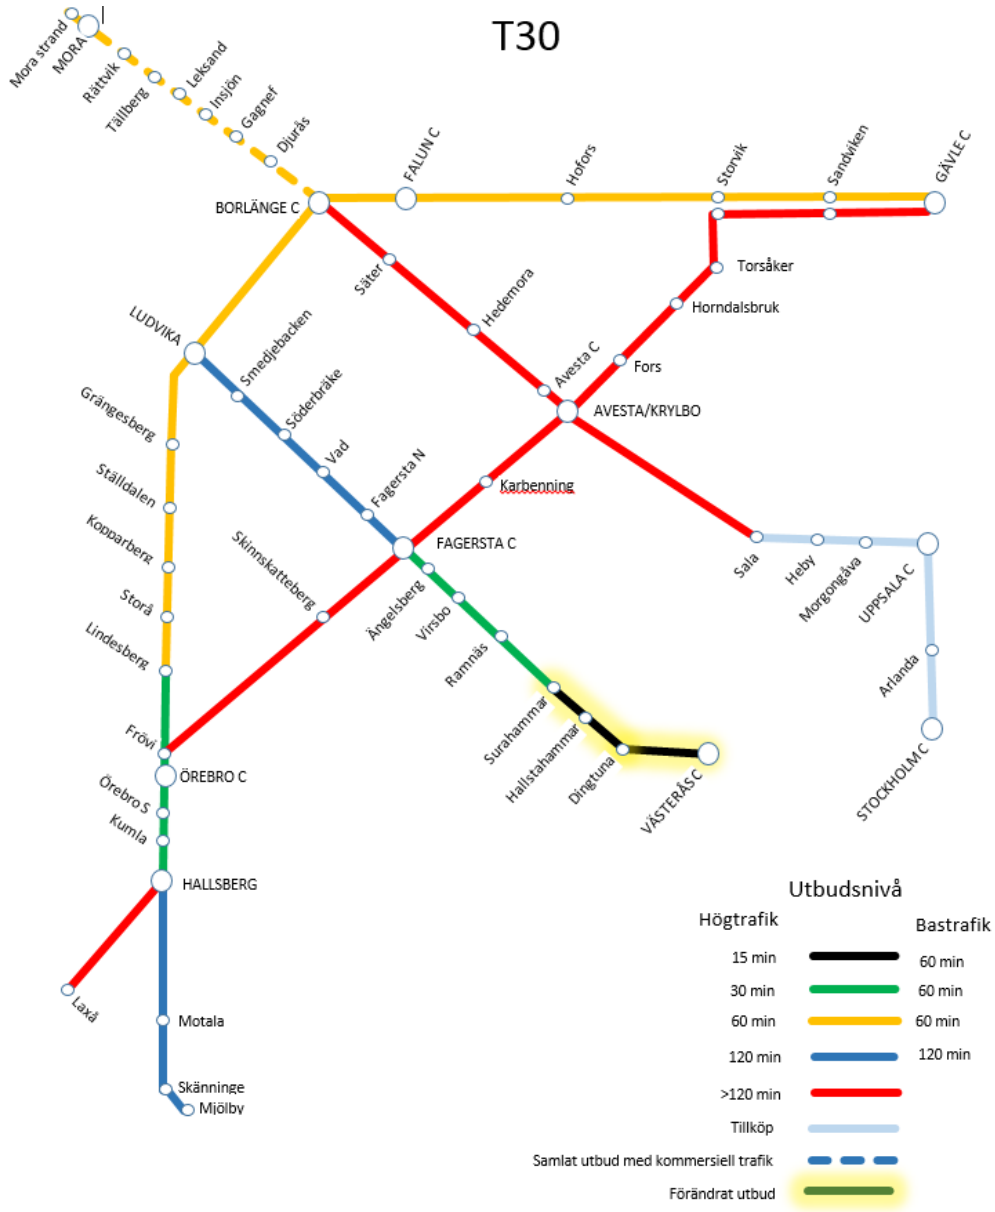 T30
Mora strand
MORA
Rättvik
Tällberg
Leksand
Insjön
Gagnef
Djurås
BORLÄNGE C
FALUN C
Hofors
Storvik
Sandviken
GÄVLE C
Säter
Hedemora
Avesta C
AVESTA/KRYLBO
Torsåker
Horndalsbruk
Fors
LUDVIKA
Smedjebacken
Söderbräke
Vad
Fagersta N
FAGERSTA C
Karbenning
Skinnskatteberg
Grängesberg
Ställdalen
Kopparberg
Storå
Lindesberg
Frövi
ÖREBRO C
Örebro S
Kumla
HALLSBERG
Laxå
Motala
Skänninge
Mjölby
Ängelsberg
Virsbo
Ramnäs
Surahammar
Hallstahammar
Dingtuna
VÄSTERÅS C
Sala
Heby
Morgongåva
UPPSALA C
Arlanda
STOCKHOLM C
Utbudsnivå
Högtrafik Bastrafik
15 min 60 min
30 min 60 min
60 min 60 min
120 min 120 min
>120 min
Tillköp
Samlat utbud med kommersiell trafik
Förändrat utbud